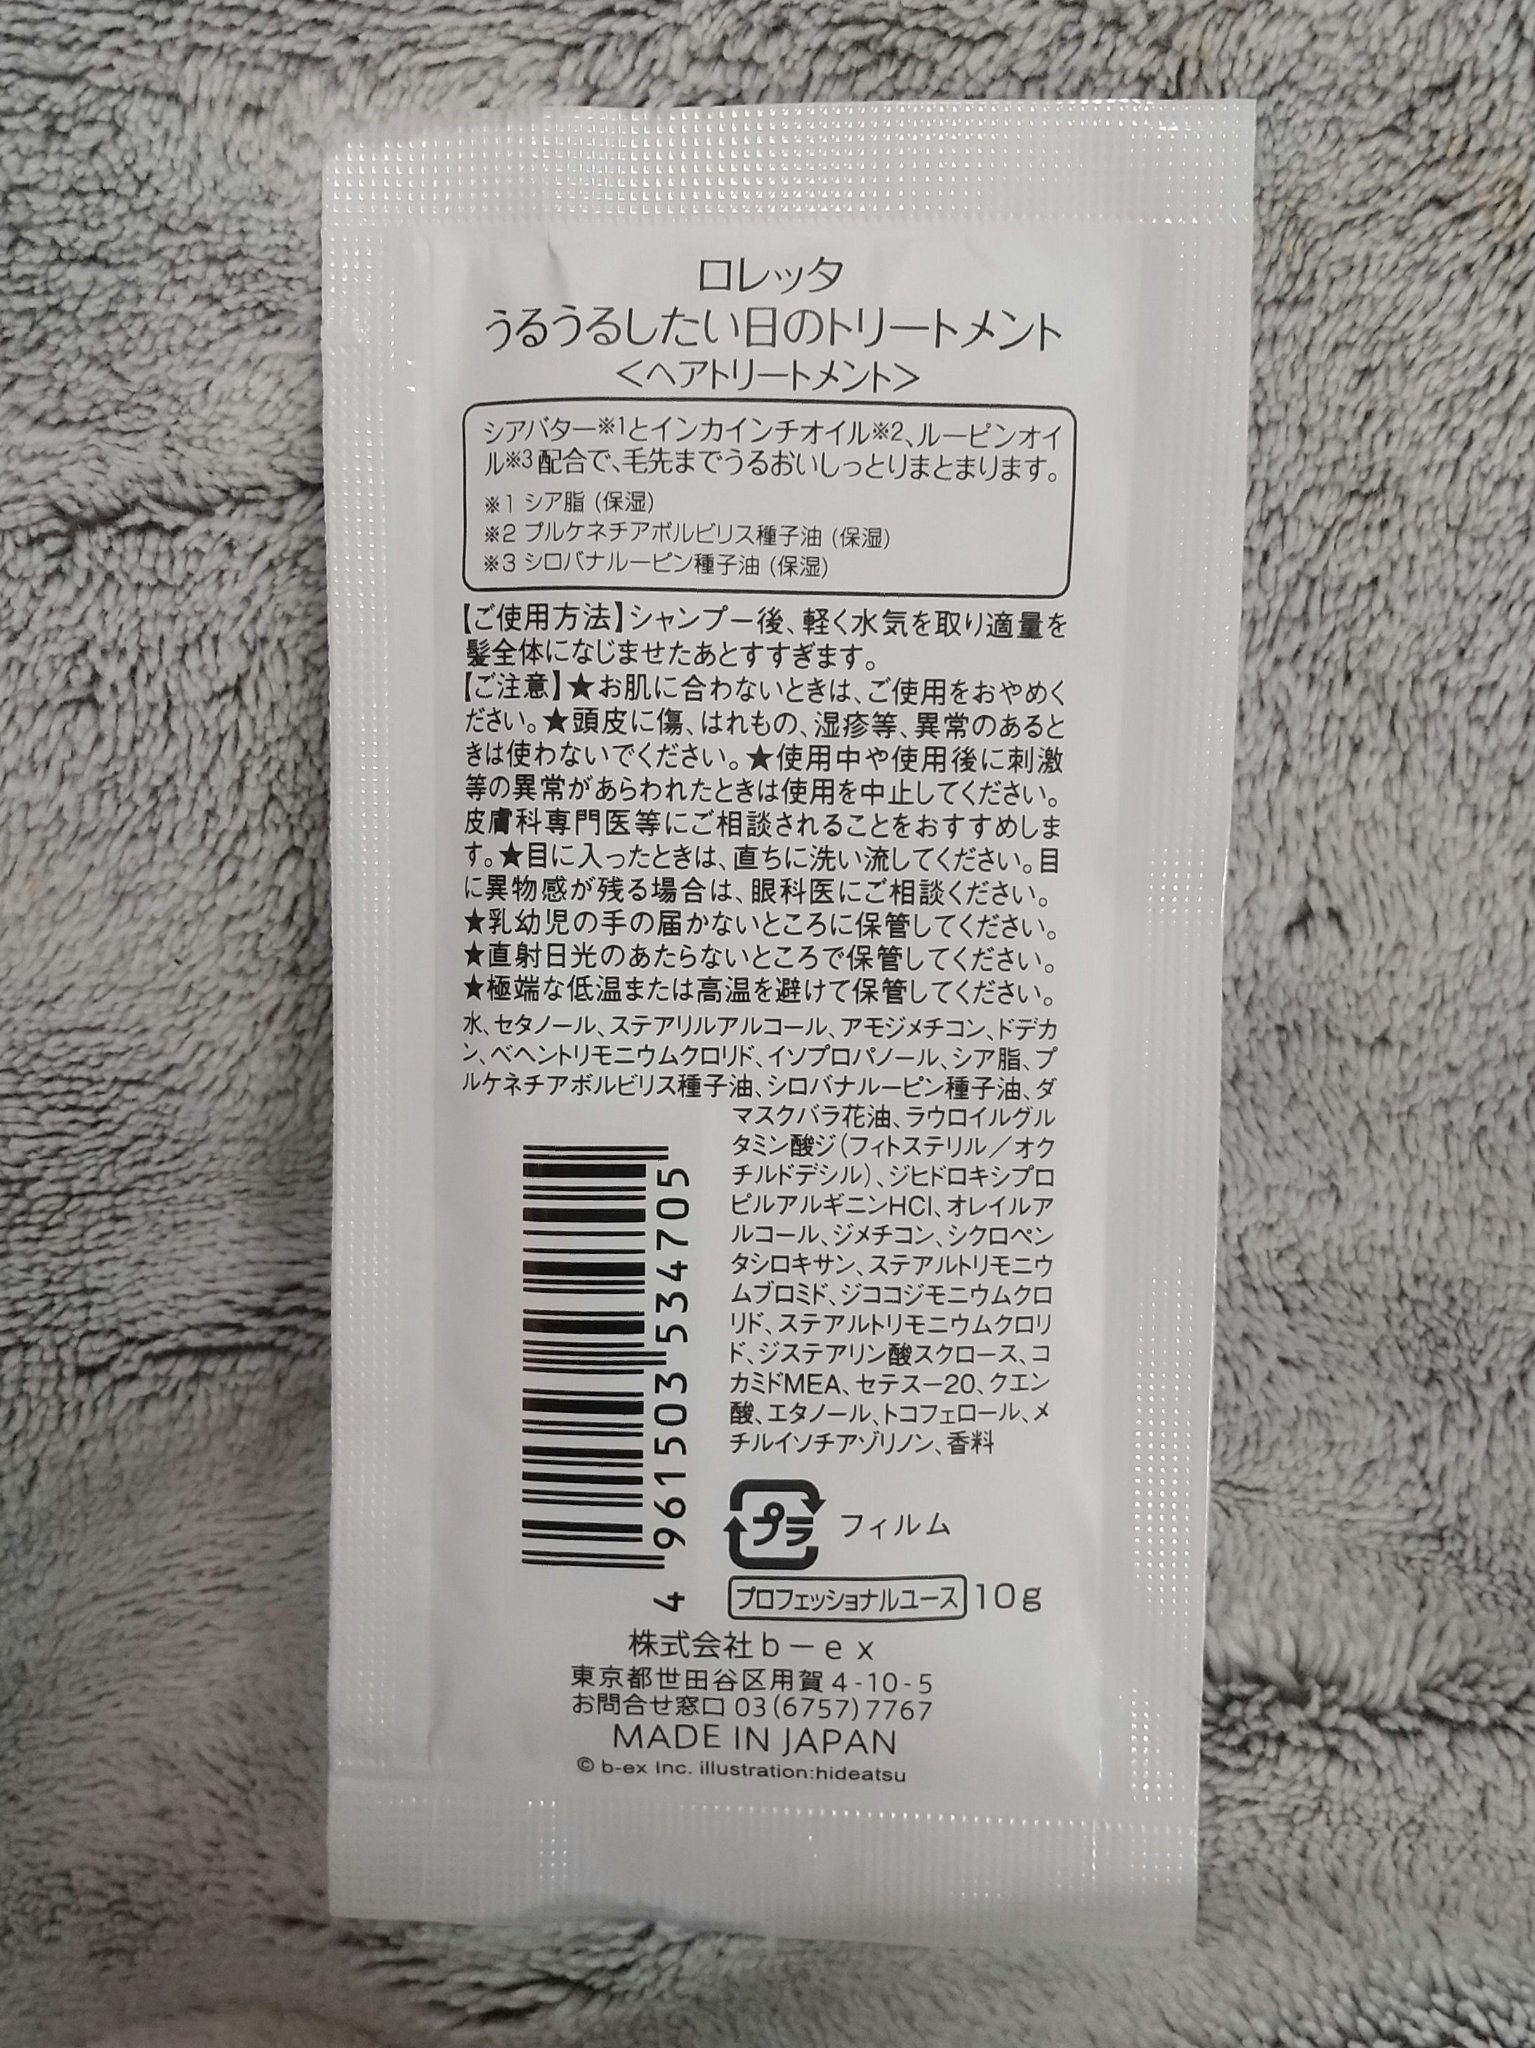 ロレッタ
うるうるしたい日のトリートメント
<ヘアトリートメント>
シアバター※1とインカインチオイル※2、ルーピンオイ
ル※3配合で、毛先までうるおいしっとりまとまります。
※1 シア脂 (保湿)
※2 プルケネチアボルビリス種子油 (保湿)
※3 シロバナルーピン種子油 (保湿)
【ご使用方法】シャンプー後、軽く水気を取り適量を
髪全体になじませたあとすすぎます。
【ご注意】★お肌に合わないときは、ご使用をおやめく
ださい。★頭皮に傷、はれもの、湿疹等、異常のあると
きは使わないでください。★使用中や使用後に刺激
等の異常があらわれたときは使用を中止してください。
皮膚科専門医等にご相談されることをおすすめしま
す。★目に入ったときは、直ちに洗い流してください。目
に異物感が残る場合は、眼科医にご相談ください。
★乳幼児の手の届かないところに保管してください。
★直射日光のあたらないところで保管してください。
★極端な低温または高温を避けて保管してください。
水、セタノール、ステアリルアルコール、アモジメチコン、ドデカ
ン、ベヘントリモニウムクロリド、イソプロパノール、シア脂、プ
ルケネチアボルビリス種子油、シロバナルーピン種子油、ダ
マスクバラ花油、ラウロイルグル
タミン酸ジ(フィトステリル/オク
チルドデシル)、ジヒドロキシプロ
ピルアルギニンHCl、オレイルア
ルコール、ジメチコン、シクロペン
タシロキサン、ステアルトリモニウ
ムブロミド、ジココジモニウムクロ
リド、ステアルトリモニウムクロリ
ド、ジステアリン酸スクロース、コ
カミドMEA、セテスー20、クエン
酸、エタノール、トコフェロール、メ
チルイソチアゾリノン、香料
4 961503 534705
プラ フィルム
プロフェッショナルユース 10g
株式会社b-ex
東京都世田谷区用賀4-10-5
お問合せ窓口 03(6757)7767
MADE IN JAPAN
© b-ex Inc. illustration:hideatsu